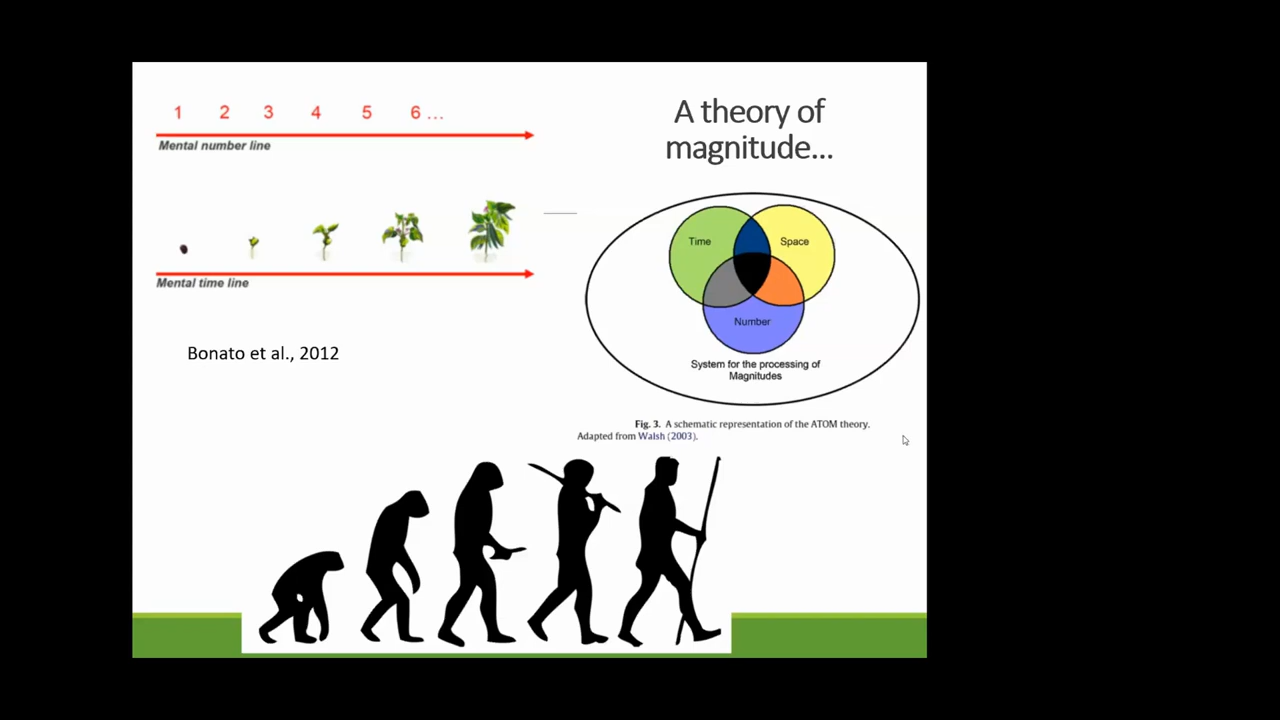 1 2 3 4 5 6 ...
Mental number line
Mental time line
Bonato et al., 2012
A theory of
magnitude...
Time
Space
Number
System for the processing of
Magnitudes
Fig. 3. A schematic representation of the ATOM theory.
Adapted from Walsh (2003).